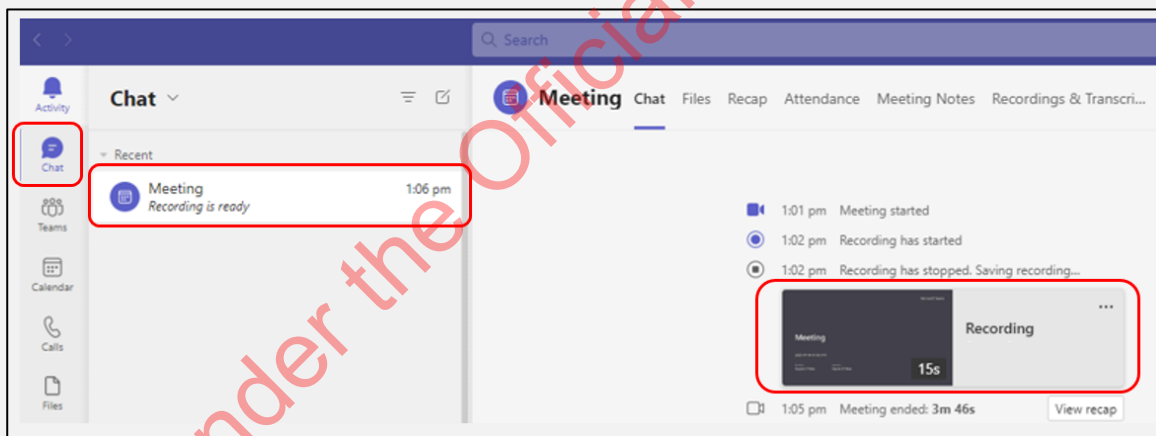 Search
Activity
Chat
Teams
Calendar
Calls
Files
Chat
Recent
Meeting 1:06 pm
Recording is ready
Meeting Chat Files Recap Attendance Meeting Notes Recordings & Transcri...
1:01 pm Meeting started
1:02 pm Recording has started
1:02 pm Recording has stopped. Saving recording...
Meeting
15s
Recording
1:05 pm Meeting ended: 3m 46s
View recap
nder the Official